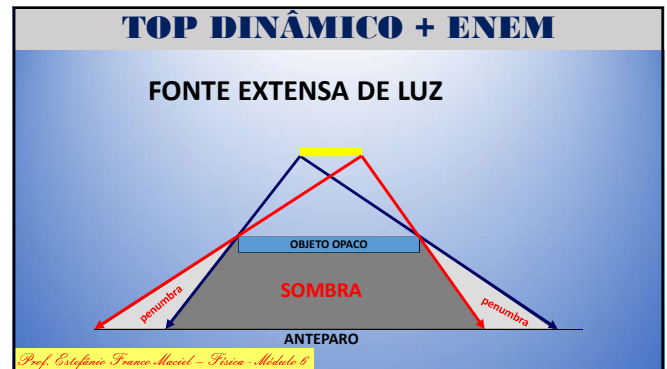 TOP DINÂMICO + ENEM
FONTE EXTENSA DE LUZ
OBJETO OPACO
penumbra
SOMBRA
penumbra
ANTEPARO
Prof. Estefânio Franco Maciel – Física - Módulo 6